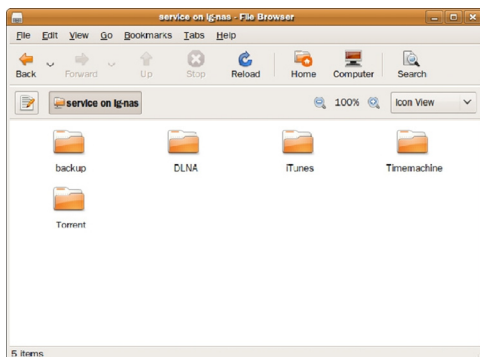 service on lg-nas - File Browser
File Edit View Go Bookmarks Tabs Help
Back Forward Up Stop Reload Home Computer Search
service on lg-nas 100% Icon View
backup DLNA iTunes Timemachine
Torrent
5 items